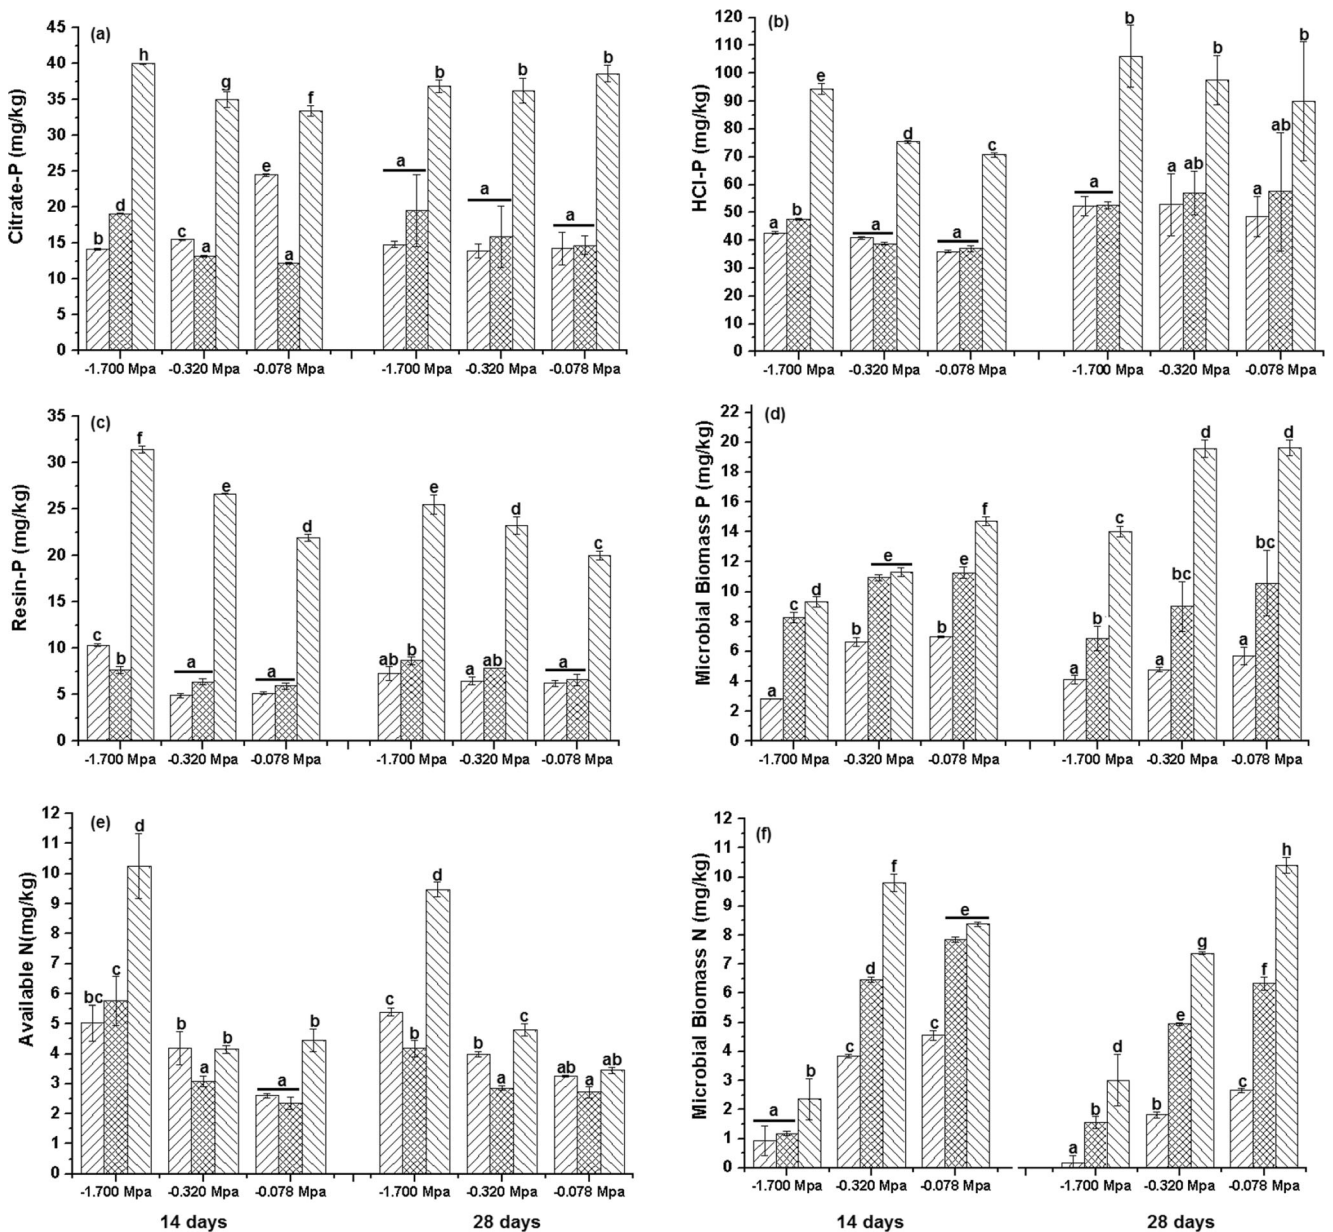 (a)
Citrate-P (mg/kg)
45
40
35
30
25
20
15
10
5
0
b d h
c a g
e a f
a b
a b
a b
-1.700 Mpa -0.320 Mpa -0.078 Mpa -1.700 Mpa -0.320 Mpa -0.078 Mpa
(b)
HCl-P (mg/kg)
120
110
100
90
80
70
60
50
40
30
20
10
0
a b e
a d
a c
a b
a ab b
a ab b
-1.700 Mpa -0.320 Mpa -0.078 Mpa -1.700 Mpa -0.320 Mpa -0.078 Mpa
(c)
Resin-P (mg/kg)
35
30
25
20
15
10
5
0
c b f
a e
a d
ab b e
a ab d
a c
-1.700 Mpa -0.320 Mpa -0.078 Mpa -1.700 Mpa -0.320 Mpa -0.078 Mpa
(d)
Microbial Biomass P (mg/kg)
22
20
18
16
14
12
10
8
6
4
2
0
a c d
b e
b e f
a b c
a bc d
a bc d
-1.700 Mpa -0.320 Mpa -0.078 Mpa -1.700 Mpa -0.320 Mpa -0.078 Mpa
(e)
Available N(mg/kg)
12
11
10
9
8
7
6
5
4
3
2
1
0
bc c d
b a b
a b
c b d
b a c
ab a ab
-1.700 Mpa -0.320 Mpa -0.078 Mpa -1.700 Mpa -0.320 Mpa -0.078 Mpa
14 days 28 days
(f)
Microbial Biomass N (mg/kg)
12
11
10
9
8
7
6
5
4
3
2
1
0
a b
c d f
c e
a b d
b e g
c f h
-1.700 Mpa -0.320 Mpa -0.078 Mpa -1.700 Mpa -0.320 Mpa -0.078 Mpa
14 days 28 days